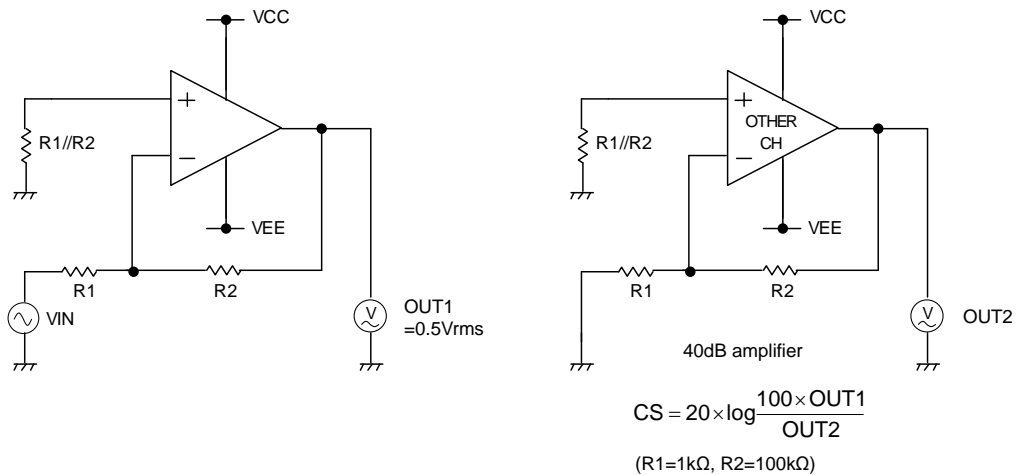 VCC
+
R1//R2
−
VEE
R1
R2
VIN
V
OUT1
=0.5Vrms
VCC
+
OTHER
CH
R1//R2
−
VEE
R1
R2
V
OUT2
40dB amplifier
CS = 20×log 100×OUT1
OUT2
(R1=1kΩ, R2=100kΩ)